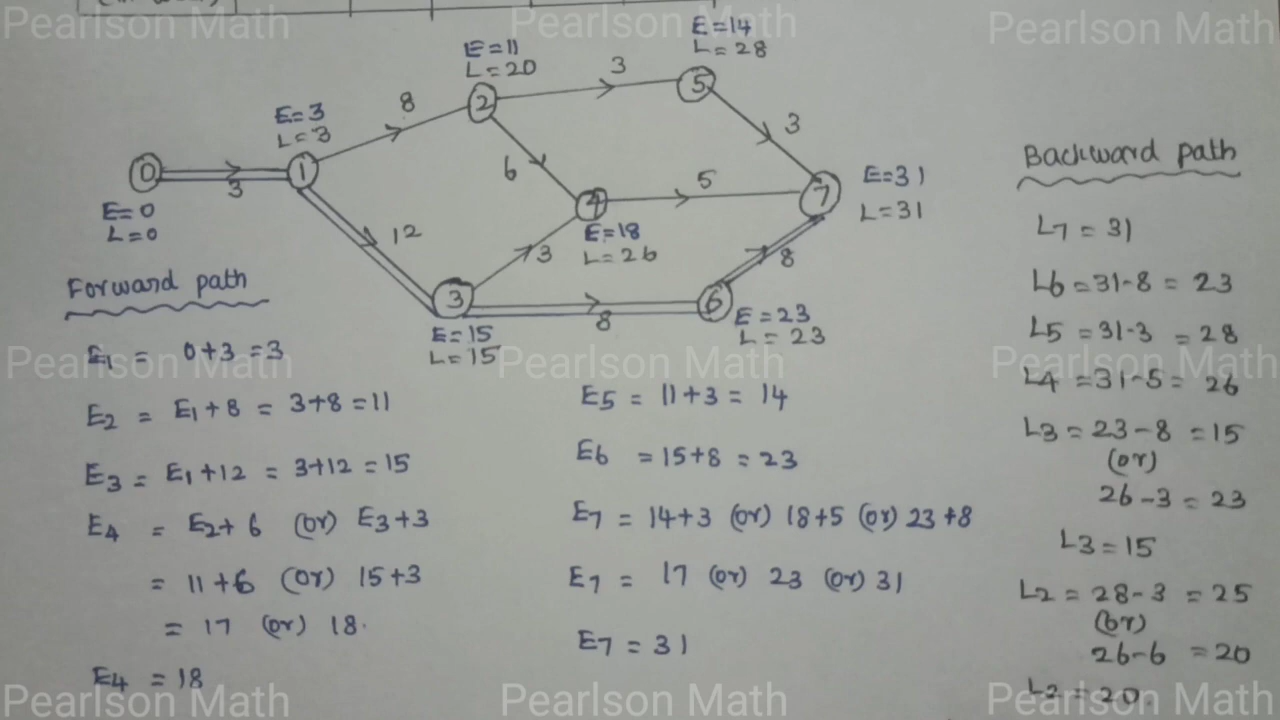 Pearlson Math Pearlson Math Pearlson Math
E=14
L=28
E=11
L=20
3
5
8
2
E=3
L=3
3
6
0
3
1
5
4
7
E=31
L=31
E=0
L=0
12
E=18
L=26
3
8
3
8
6
E=23
L=23
E=15
L=15
Forward path
E1 = 0+3 =3
E2 = E1+8 = 3+8 =11
E3 = E1+12 = 3+12 =15
E4 = E2+6 (or) E3+3
= 11+6 (or) 15+3
= 17 (or) 18.
E4 =18
E5 = 11+3 = 14
E6 =15+8 =23
E7 = 14+3 (or) 18+5 (or) 23+8
E7 = 17 (or) 23 (or) 31
E7 =31
Backward path
L7 = 31
L6 =31-8 = 23
L5 =31-3 =28
L4 =31-5= 26
L3 =23-8 =15
(or)
26-3 =23
L3=15
L2 =28-3 =25
(or)
26-6 =20
L2 =20.
Pearlson Math Pearlson Math Pearlson Math
Pearlson Math Pearlson Math Pearlson Math